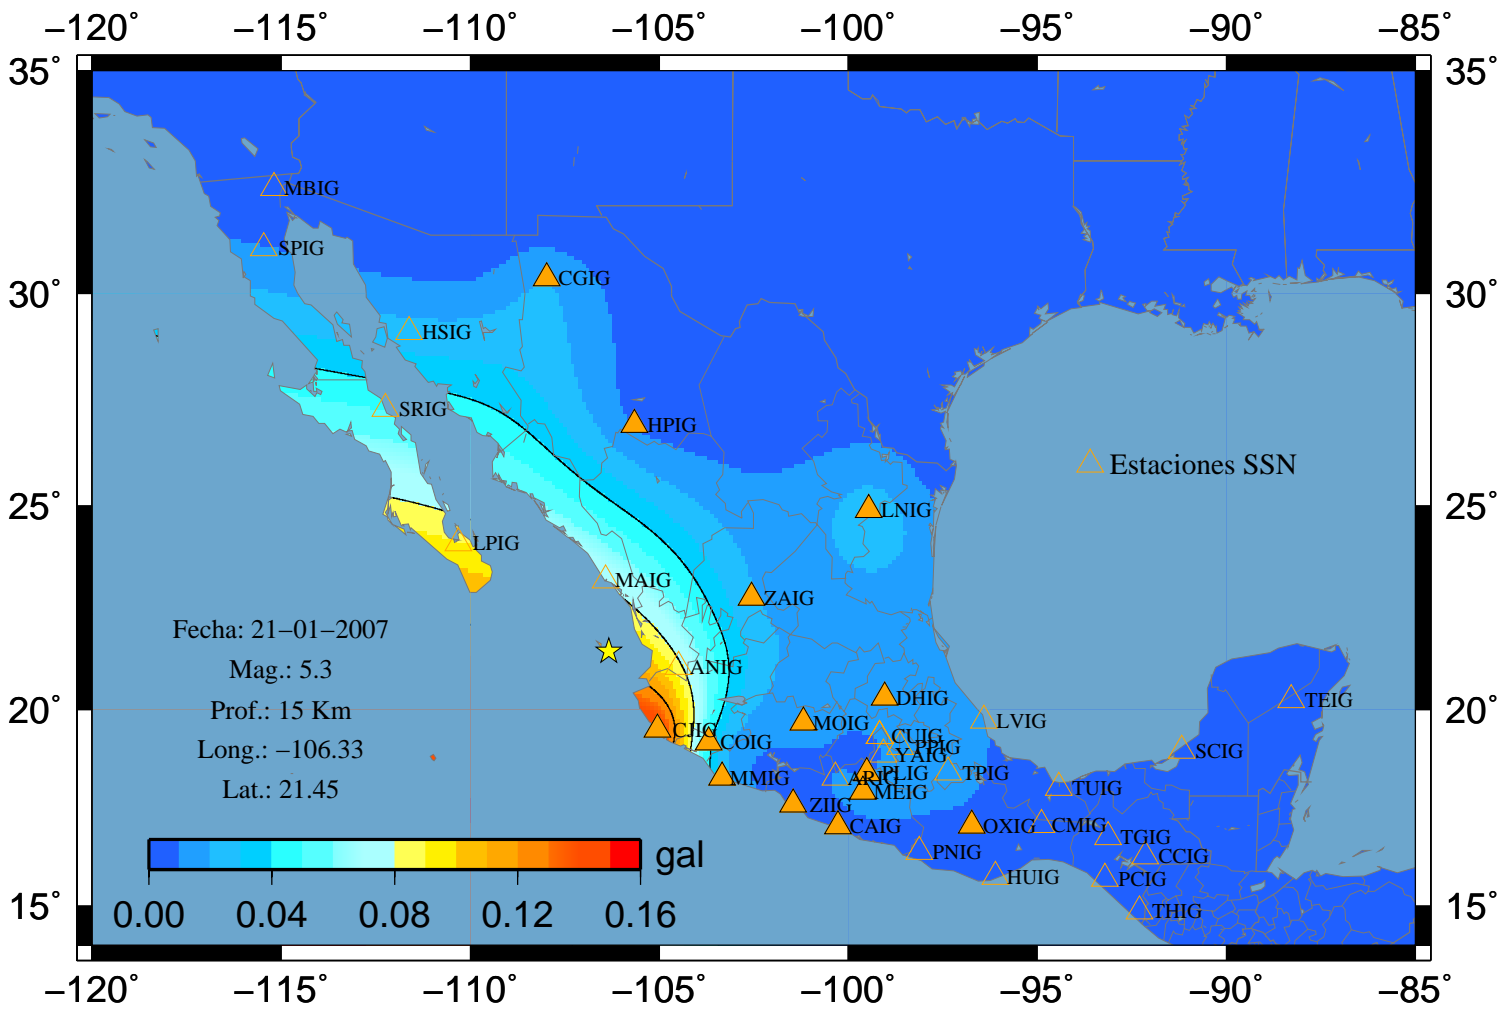 −120° −115° −110° −105° −100° −95° −90° −85°
35° 35°
MBIG
SPIG
CGIG
30° 30°
HSIG
SRIG
HPIG
Estaciones SSN
25° LNIG 25°
LPIG
MAIG
ZAIG
Fecha: 21−01−2007
Mag.: 5.3
ANIG
DHIG
TEIG
20° Prof.: 15 Km 20°
MOIG
LVIG
CJIG
COIG
CUIG
PPIG
YAIG
Long.: −106.33
SCIG
MMIG
ARIG
PLIG
TPIG
Lat.: 21.45
MEIG
TUIG
ZIIG
CAIG
OXIG
CMIG
TGIG
PNIG
CCIG
gal
HUIG
PCIG
15° 15°
THIG
0.00 0.04 0.08 0.12 0.16
−120° −115° −110° −105° −100° −95° −90° −85°